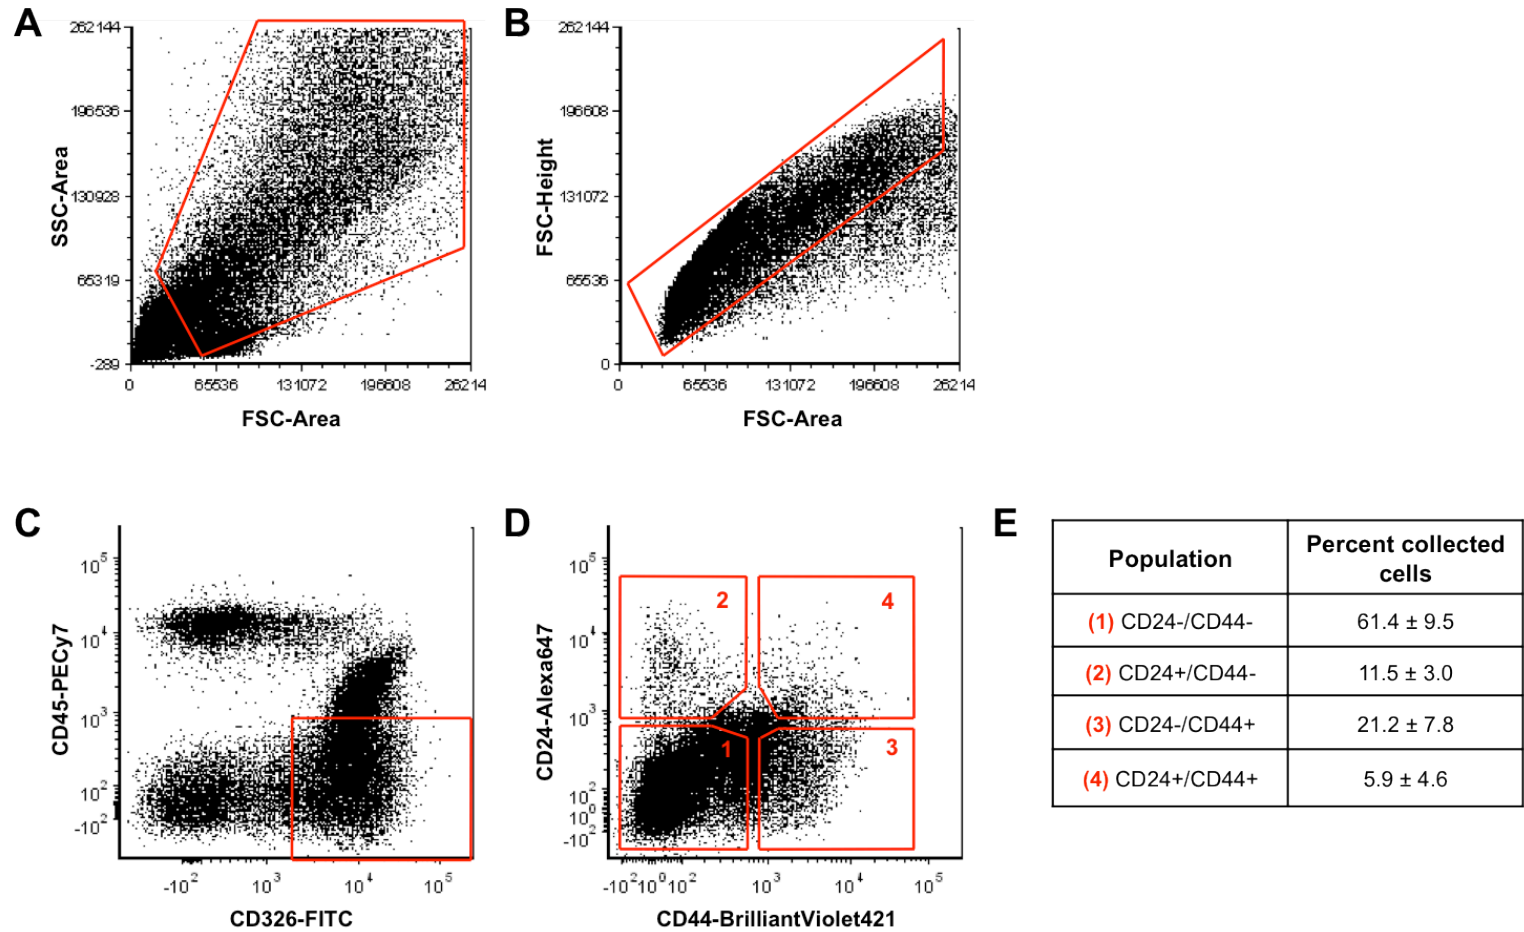 A
262144
196536
130928
65319
-289
SSC-Area
0 65536 131072 196608 26214
FSC-Area
B
262144
196608
131072
65536
0
FSC-Height
0 65536 131072 196608 26214
FSC-Area
C
10^5
10^4
10^3
10^2
-10^2
CD45-PECy7
-10^2 10^3 10^4 10^5
CD326-FITC
D
10^5
10^4
10^3
10^2
10^0
-10^2
CD24-Alexa647
2
4
1
3
-10^2 10^0 10^2 10^3 10^4 10^5
CD44-BrilliantViolet421
E
Population
Percent collected
cells
(1) CD24-/CD44-
61.4 ± 9.5
(2) CD24+/CD44-
11.5 ± 3.0
(3) CD24-/CD44+
21.2 ± 7.8
(4) CD24+/CD44+
5.9 ± 4.6